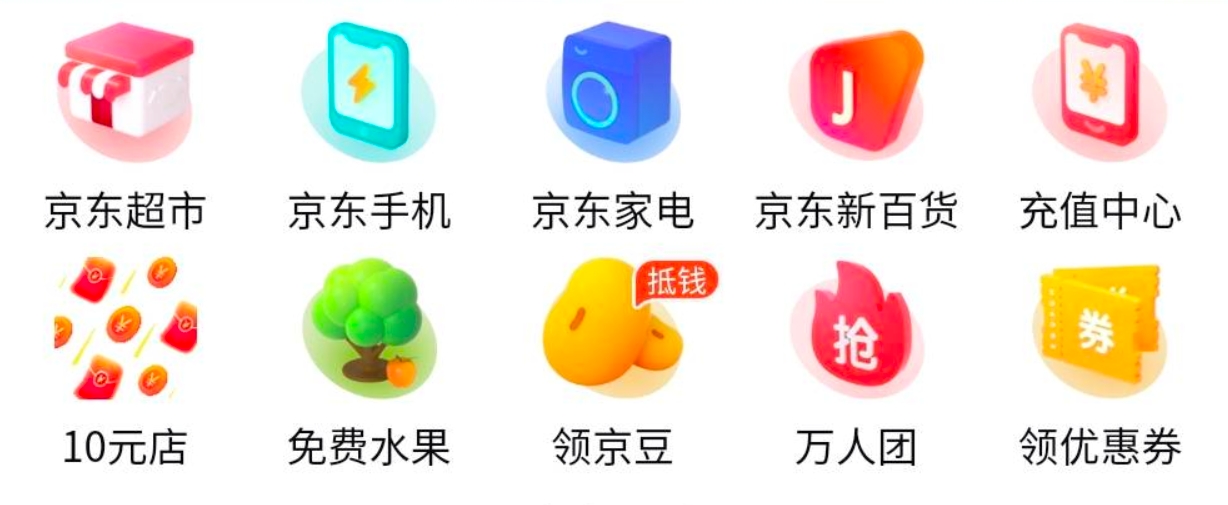 J
¥
京东超市 京东手机 京东家电 京东新百货 充值中心
抵钱
¥ ¥ ¥
抢
券
10元店 免费水果 领京豆 万人团 领优惠券